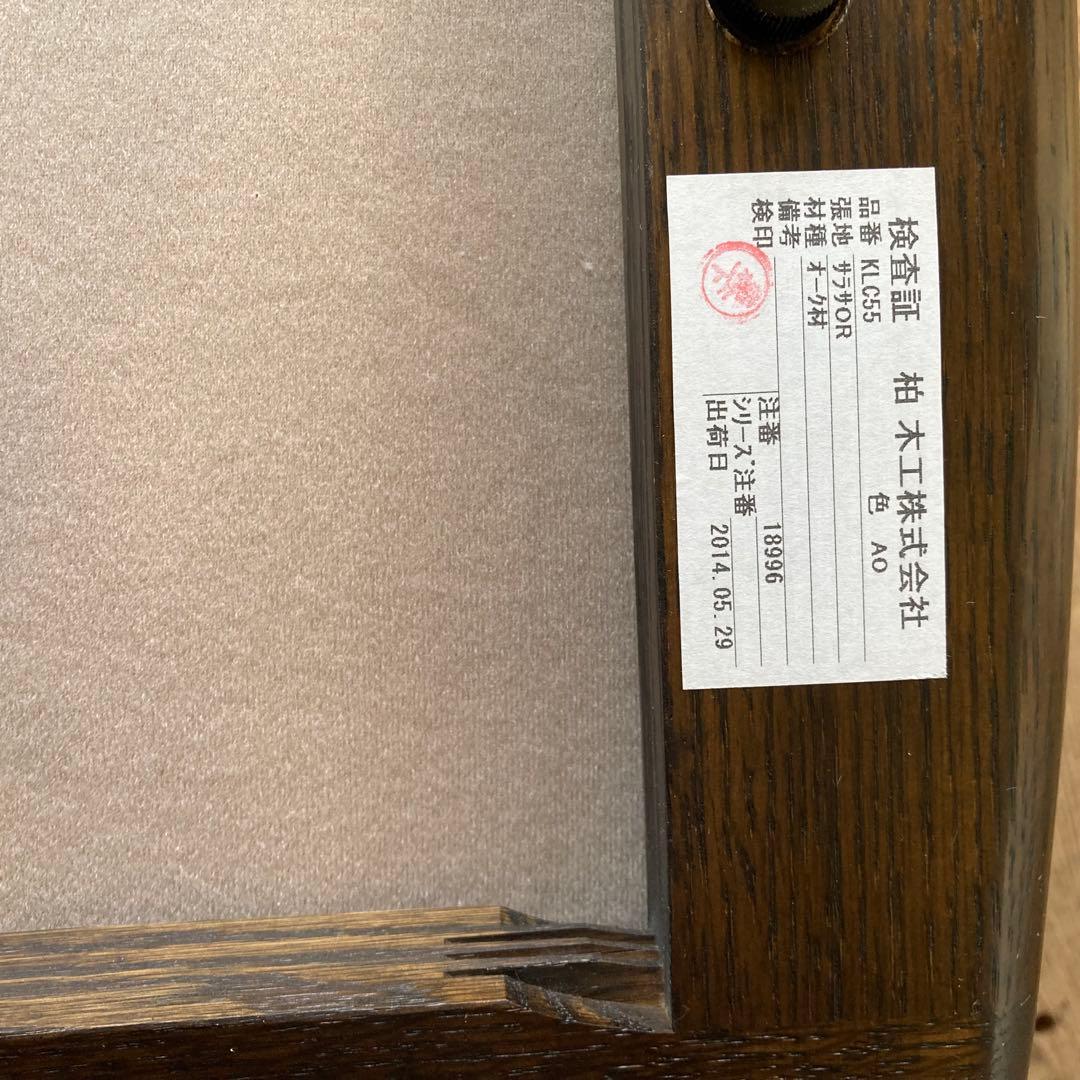 検査証 柏木工株式会社
品番 KLC55 色 AO
張地 ｻﾗｻOR
材種 ｵｰｸ材
備考
検印 注番 18996
ｼﾘｰｽﾞ注番
出荷日 2014.05.29